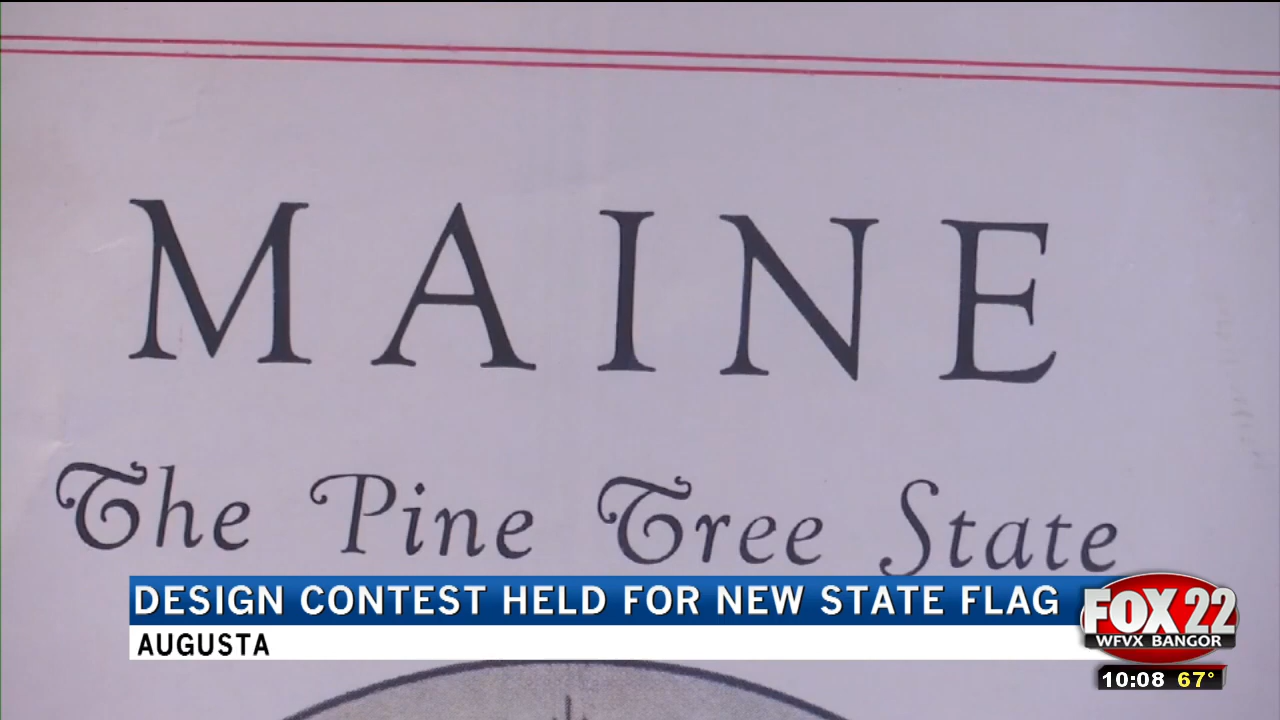 MAINE
The Pine Tree State
DESIGN CONTEST HELD FOR NEW STATE FLAG
AUGUSTA
FOX 22
WFVX BANGOR
10:08 67°